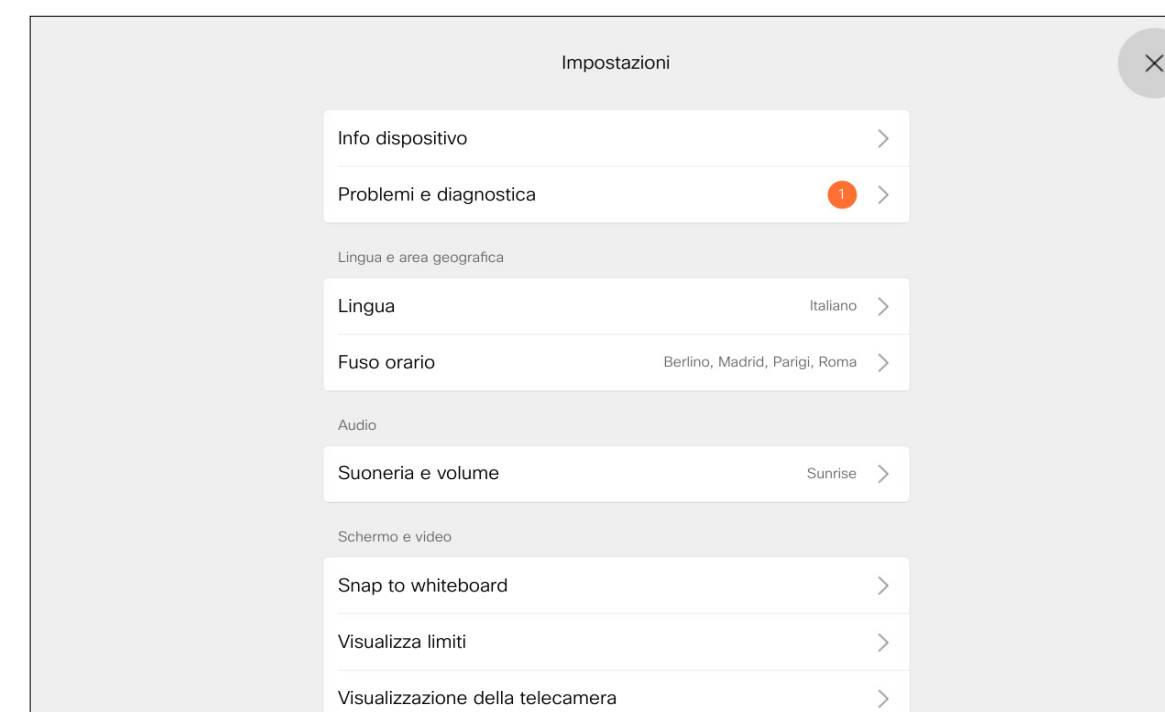 Impostazioni
Info dispositivo
Problemi e diagnostica 1
Lingua e area geografica
Lingua Italiano
Fuso orario Berlino, Madrid, Parigi, Roma
Audio
Suoneria e volume Sunrise
Schermo e video
Snap to whiteboard
Visualizza limiti
Visualizzazione della telecamera